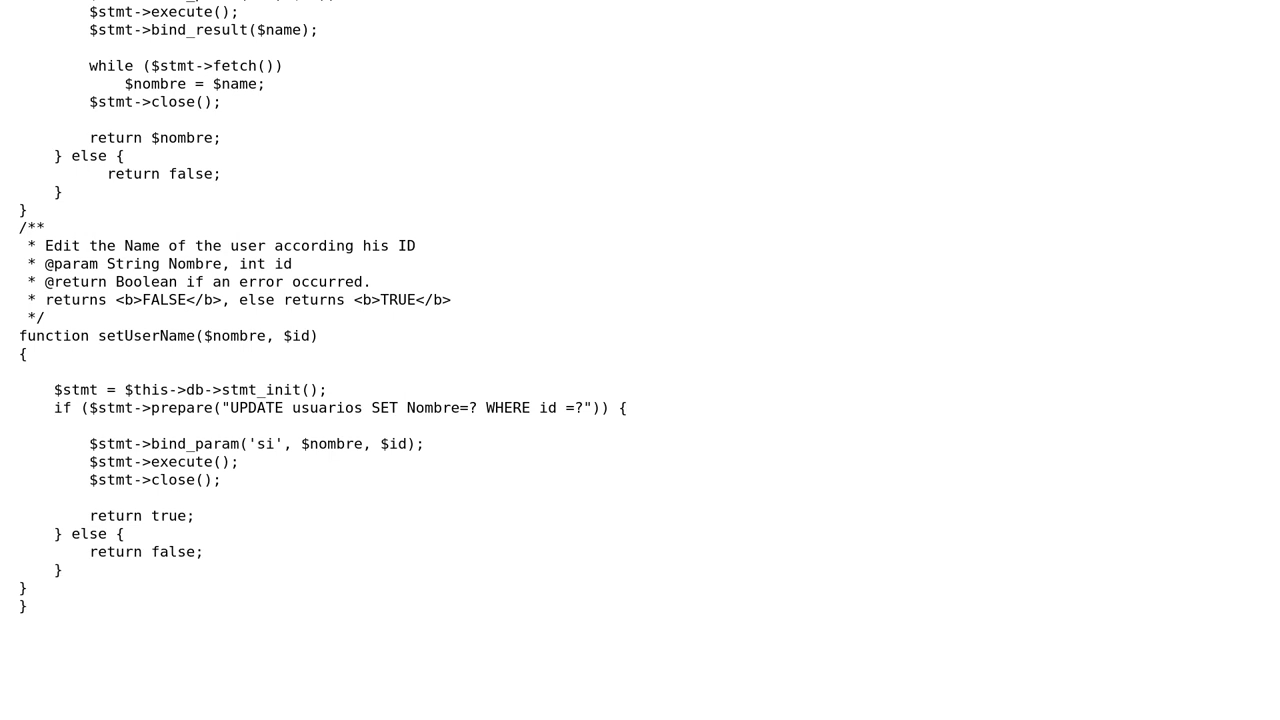 $stmt->execute();
        $stmt->bind_result($name);

        while ($stmt->fetch())
            $nombre = $name;
        $stmt->close();

        return $nombre;
    } else {
          return false;
    }
}
/**
 * Edit the Name of the user according his ID
 * @param String Nombre, int id
 * @return Boolean if an error occurred.
 * returns <b>FALSE</b>, else returns <b>TRUE</b>
 */
function setUserName($nombre, $id)
{

    $stmt = $this->db->stmt_init();
    if ($stmt->prepare("UPDATE usuarios SET Nombre=? WHERE id =?")) {

        $stmt->bind_param('si', $nombre, $id);
        $stmt->execute();
        $stmt->close();

        return true;
    } else {
        return false;
    }
}
}